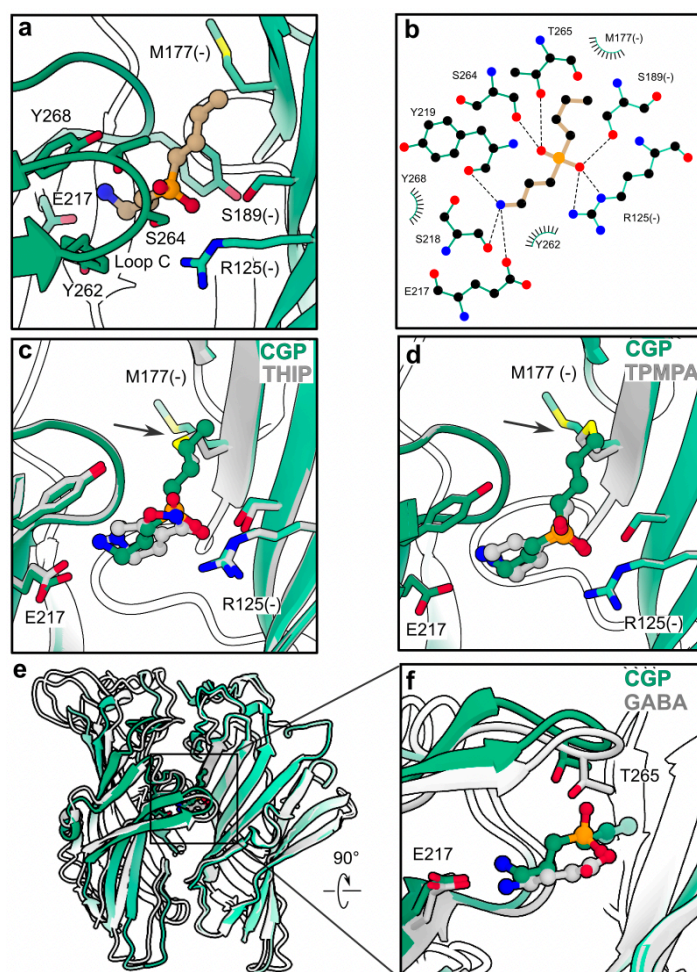 a
M177(-)
Y268
E217
S264
S189(-)
Loop C
R125(-)
Y262
b
T265
M177(-)
S264
S189(-)
Y219
Y268
R125(-)
S218
Y262
E217
c
CGP
THIP
M177(-)
R125(-)
E217
d
CGP
TPMPA
M177 (-)
E217
R125(-)
e
90°
f
CGP
GABA
T265
E217